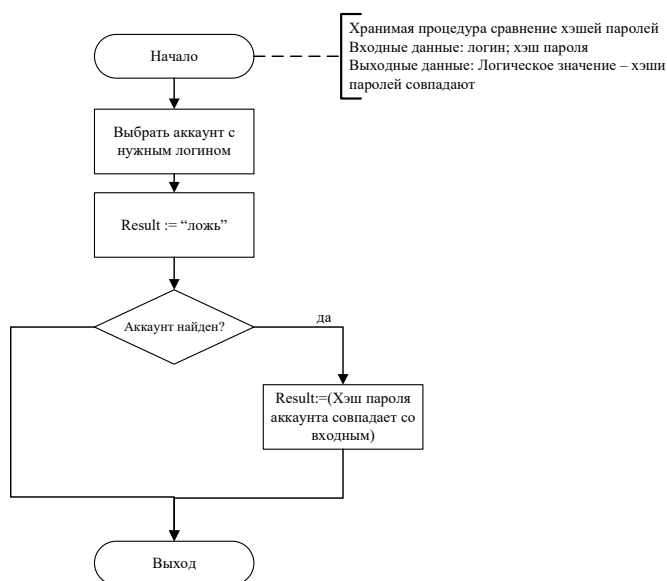 Начало
Хранимая процедура сравнение хэшей паролей
Входные данные: логин; хэш пароля
Выходные данные: Логическое значение – хэши
паролей совпадают
Выбрать аккаунт с
нужным логином
Result := “ложь”
Аккаунт найден?
да
Result:=(Хэш пароля
аккаунта совпадает со
входным)
Выход